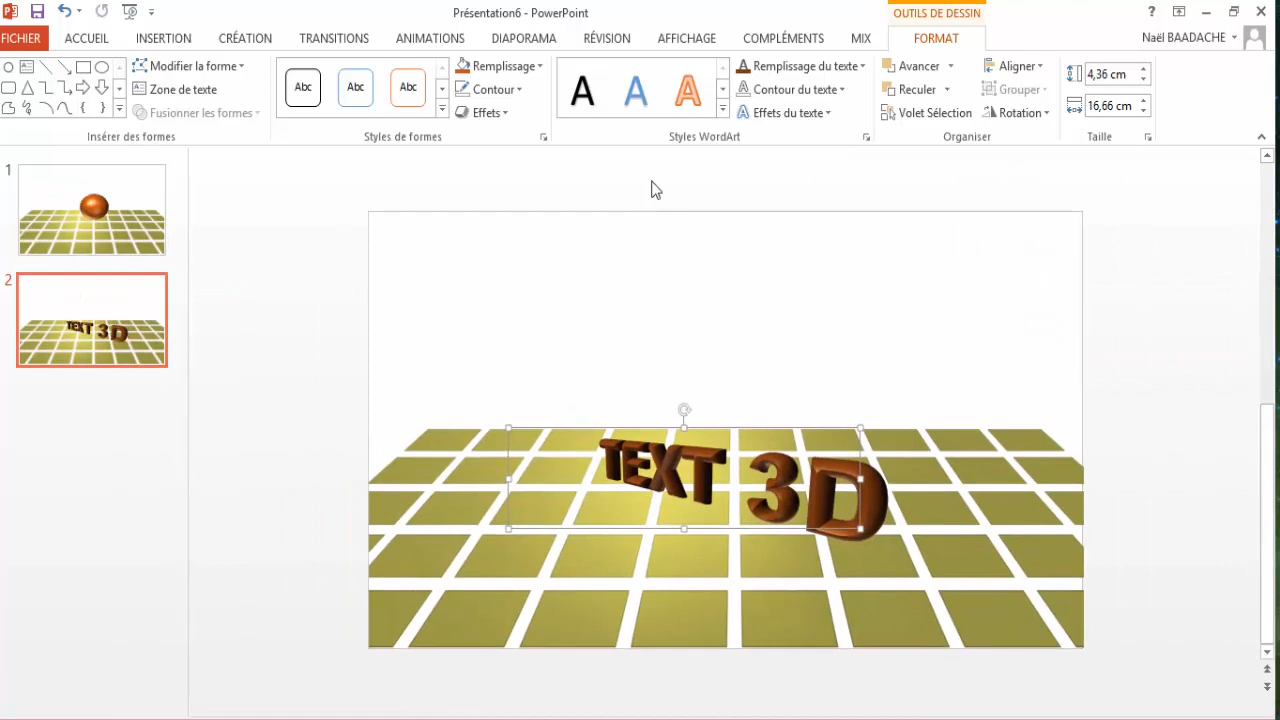 Présentation6 - PowerPoint
OUTILS DE DESSIN
?
FICHIER ACCUEIL INSERTION CRÉATION TRANSITIONS ANIMATIONS DIAPORAMA RÉVISION AFFICHAGE COMPLÉMENTS MIX FORMAT Naël BAADACHE
Modifier la forme
Zone de texte
Fusionner les formes
Insérer des formes
Abc Abc Abc
Remplissage
Contour
Effets
Styles de formes
A A A
Remplissage du texte
Contour du texte
Effets du texte
Styles WordArt
Avancer
Reculer
Volet Sélection
Aligner
Grouper
Rotation
Organiser
4,36 cm
16,66 cm
Taille
1
2
TEXT 3D
TEXT 3D